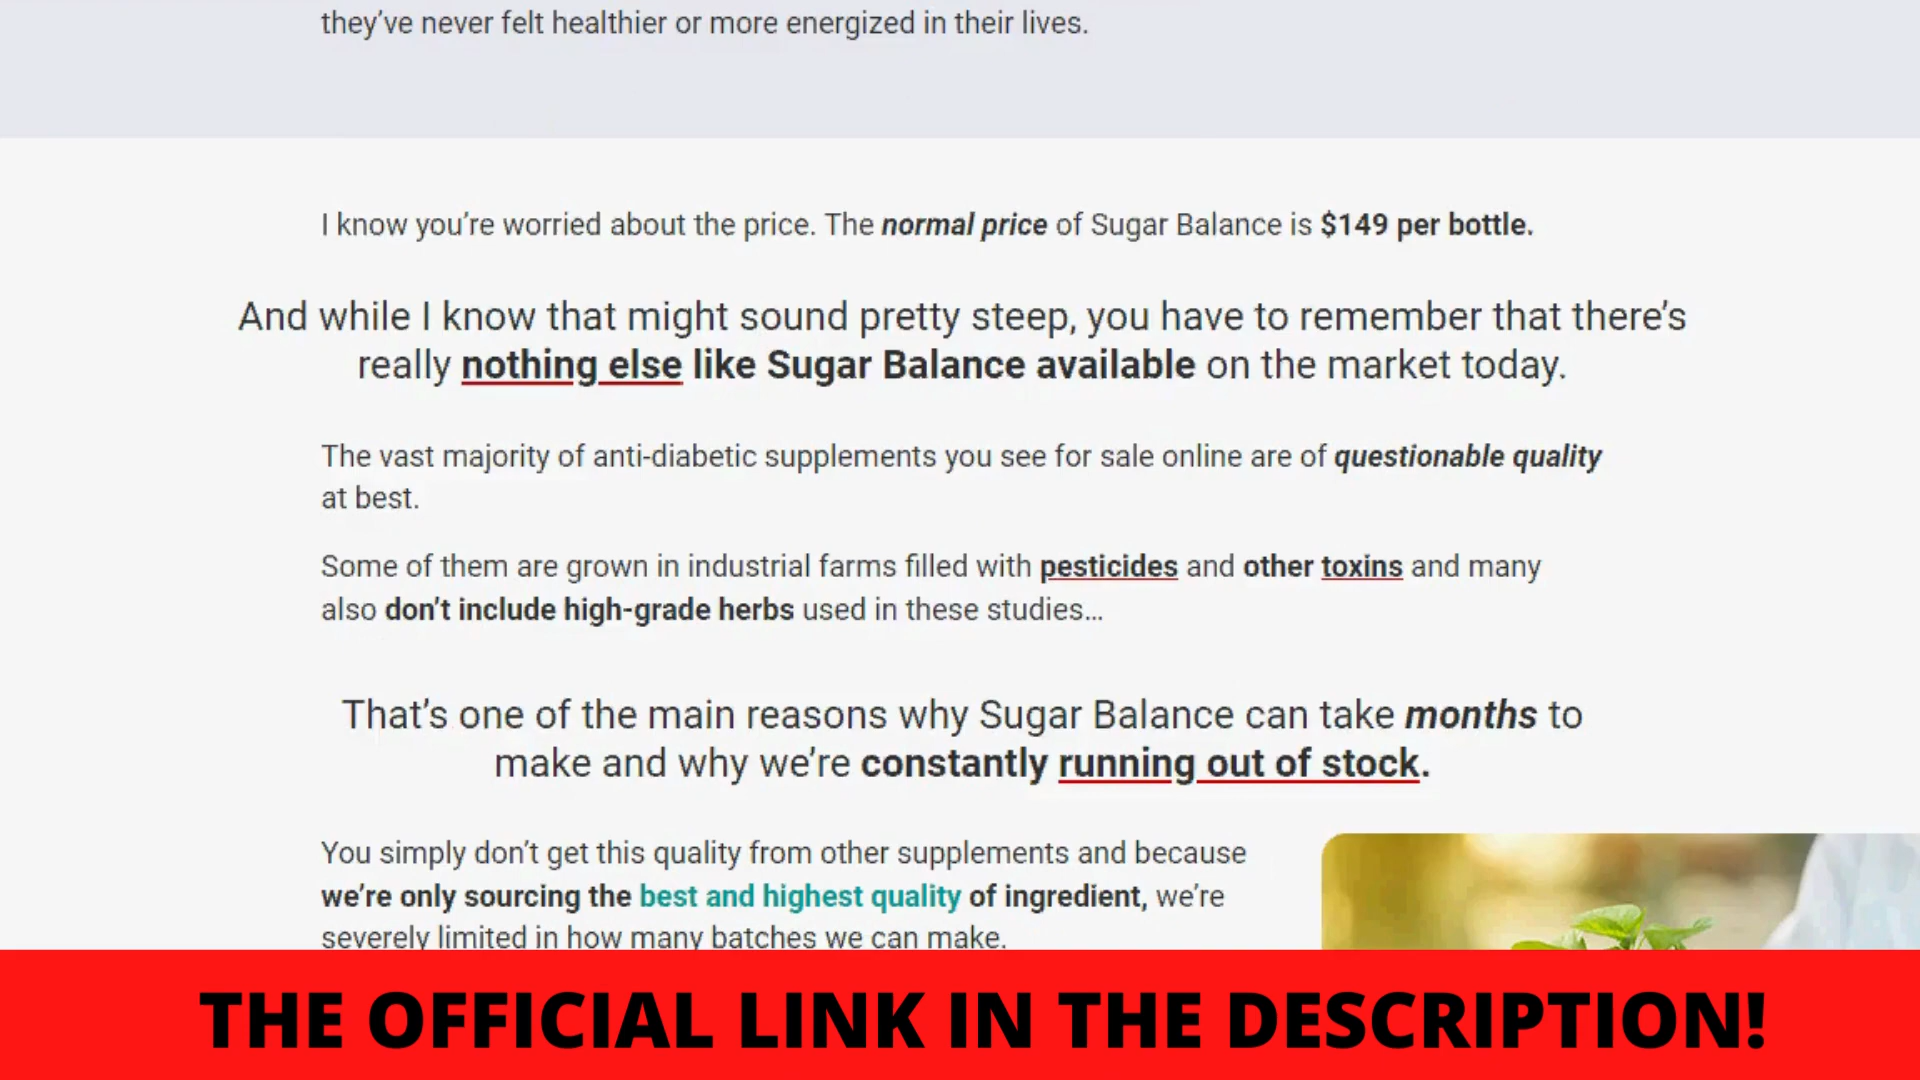 they’ve never felt healthier or more energized in their lives.
I know you’re worried about the price. The normal price of Sugar Balance is $149 per bottle.
And while I know that might sound pretty steep, you have to remember that there’s
really nothing else like Sugar Balance available on the market today.
The vast majority of anti-diabetic supplements you see for sale online are of questionable quality
at best.
Some of them are grown in industrial farms filled with pesticides and other toxins and many
also don’t include high-grade herbs used in these studies…
That’s one of the main reasons why Sugar Balance can take months to
make and why we’re constantly running out of stock.
You simply don’t get this quality from other supplements and because
we’re only sourcing the best and highest quality of ingredient, we’re
severely limited in how many batches we can make.
THE OFFICIAL LINK IN THE DESCRIPTION!